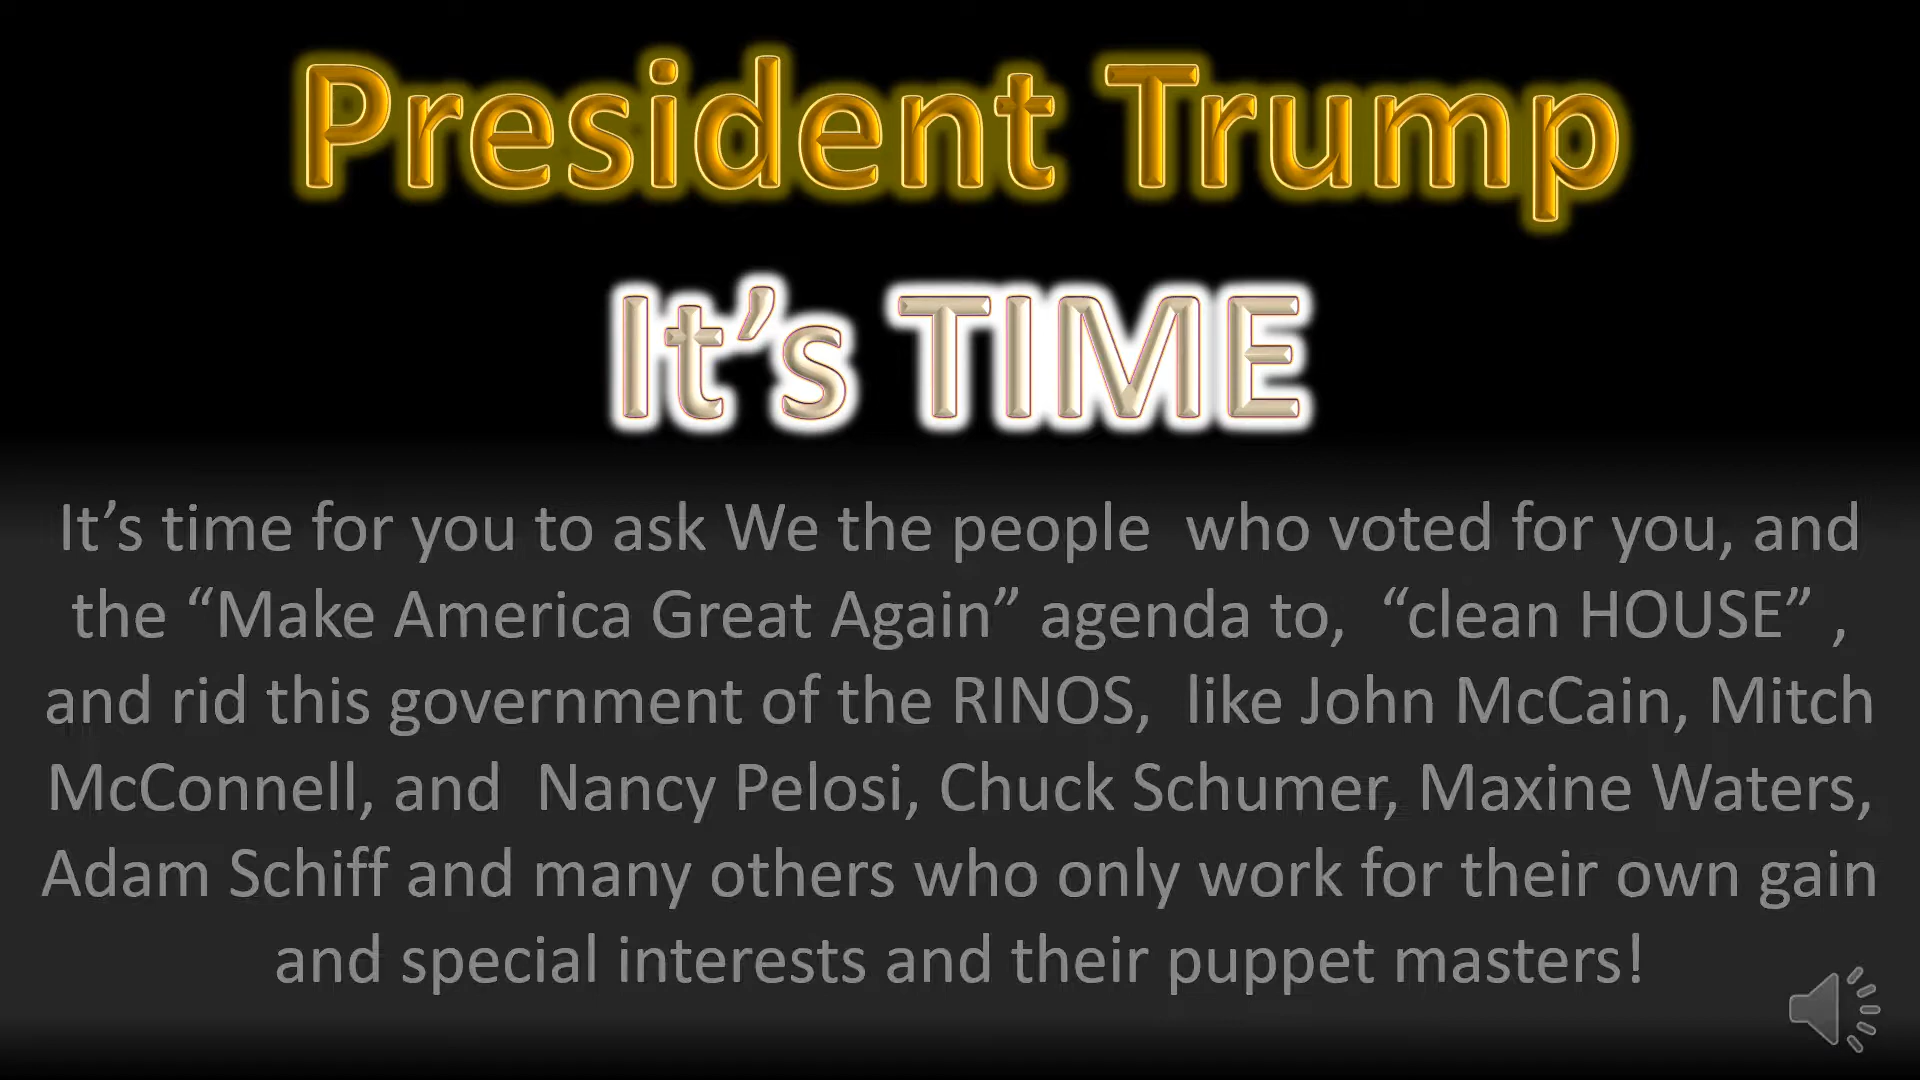 President Trump
It’s TIME
It’s time for you to ask We the people  who voted for you, and
the “Make America Great Again” agenda to,  “clean HOUSE” ,
and rid this government of the RINOS,  like John McCain, Mitch
McConnell, and  Nancy Pelosi, Chuck Schumer, Maxine Waters,
Adam Schiff and many others who only work for their own gain
and special interests and their puppet masters!